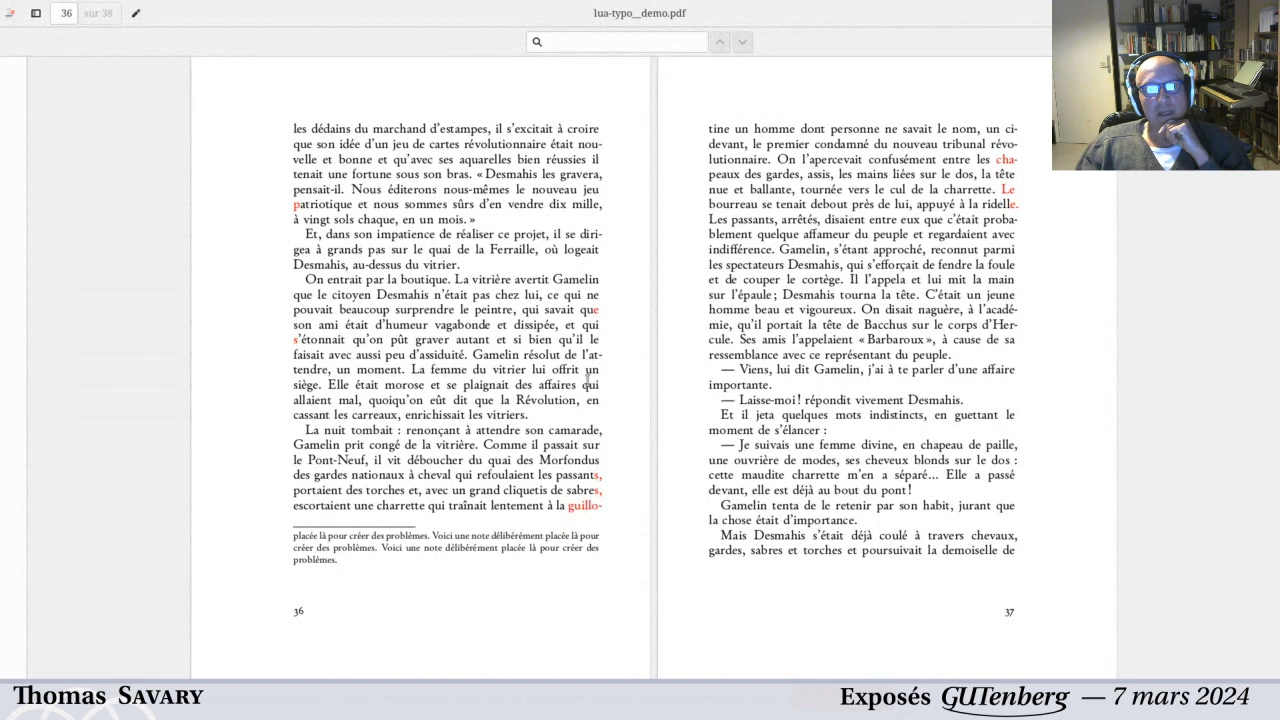 36
sur 38
lua-typo__demo.pdf
les dédains du marchand d’estampes, il s’excitait à croire
que son idée d’un jeu de cartes révolutionnaire était nou-
velle et bonne et qu’avec ses aquarelles bien réussies il
tenait une fortune sous son bras. « Desmahis les gravera,
pensait-il. Nous éditerons nous-mêmes le nouveau jeu
patriotique et nous sommes sûrs d’en vendre dix mille,
à vingt sols chaque, en un mois. »
Et, dans son impatience de réaliser ce projet, il se diri-
gea à grands pas sur le quai de la Ferraille, où logeait
Desmahis, au-dessus du vitrier.
On entrait par la boutique. La vitrière avertit Gamelin
que le citoyen Desmahis n’était pas chez lui, ce qui ne
pouvait beaucoup surprendre le peintre, qui savait que
son ami était d’humeur vagabonde et dissipée, et qui
s’étonnait qu’on pût graver autant et si bien qu’il le
faisait avec aussi peu d’assiduité. Gamelin résolut de l’at-
tendre, un moment. La femme du vitrier lui offrit un
siège. Elle était morose et se plaignait des affaires qui
allaient mal, quoiqu’on eût dit que la Révolution, en
cassant les carreaux, enrichissait les vitriers.
La nuit tombait : renonçant à attendre son camarade,
Gamelin prit congé de la vitrière. Comme il passait sur
le Pont-Neuf, il vit déboucher du quai des Morfondus
des gardes nationaux à cheval qui refoulaient les passants,
portaient des torches et, avec un grand cliquetis de sabres,
escortaient une charrette qui traînait lentement à la guillo-
placée là pour créer des problèmes. Voici une note délibérément placée là pour
créer des problèmes. Voici une note délibérément placée là pour créer des
problèmes.
36
tine un homme dont personne ne savait le nom, un ci-
devant, le premier condamné du nouveau tribunal révo-
lutionnaire. On l’apercevait confusément entre les cha-
peaux des gardes, assis, les mains liées sur le dos, la tête
nue et ballante, tournée vers le cul de la charrette. Le
bourreau se tenait debout près de lui, appuyé à la ridelle.
Les passants, arrêtés, disaient entre eux que c’était proba-
blement quelque affameur du peuple et regardaient avec
indifférence. Gamelin, s’étant approché, reconnut parmi
les spectateurs Desmahis, qui s’efforçait de fendre la foule
et de couper le cortège. Il l’appela et lui mit la main
sur l’épaule ; Desmahis tourna la tête. C’était un jeune
homme beau et vigoureux. On disait naguère, à l’acadé-
mie, qu’il portait la tête de Bacchus sur le corps d’Her-
cule. Ses amis l’appelaient « Barbaroux », à cause de sa
ressemblance avec ce représentant du peuple.
— Viens, lui dit Gamelin, j’ai à te parler d’une affaire
importante.
— Laisse-moi ! répondit vivement Desmahis.
Et il jeta quelques mots indistincts, en guettant le
moment de s’élancer :
— Je suivais une femme divine, en chapeau de paille,
une ouvrière de modes, ses cheveux blonds sur le dos :
cette maudite charrette m’en a séparé… Elle a passé
devant, elle est déjà au bout du pont !
Gamelin tenta de le retenir par son habit, jurant que
la chose était d’importance.
Mais Desmahis s’était déjà coulé à travers chevaux,
gardes, sabres et torches et poursuivait la demoiselle de
37
Thomas SAVARY
Exposés GUTenberg — 7 mars 2024